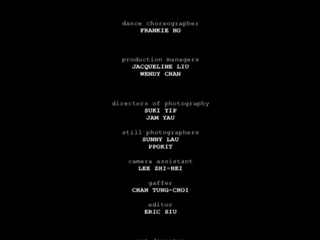 dance choreographer
FRANKIE HO
production managers
JACQUELINE LIU
WENDY CHAN
directors of photography
SUKI YIP
JAM YAU
still photographers
SUNNY LAU
PPOKIT
camera assistant
LEE ZHI-HEI
gaffer
CHAN TUNG-CHOI
editor
ERIC SIU